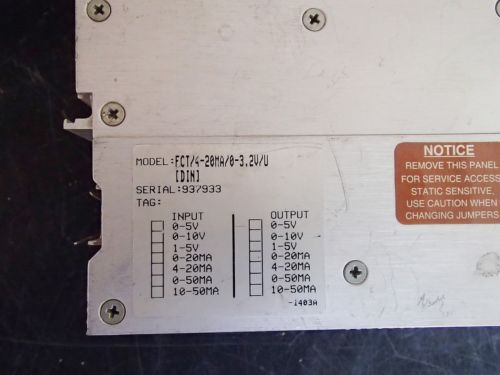 MODEL:FCT/4-20MA/0-3.2V/U
[DIN]
SERIAL:937933
TAG:
INPUT
0-5V
0-10V
1-5V
0-20MA
4-20MA
0-50MA
10-50MA
OUTPUT
0-5V
0-10V
1-5V
0-20MA
4-20MA
0-50MA
10-50MA
-1403A
NOTICE
REMOVE THIS PANEL
FOR SERVICE ACCESS
STATIC SENSITIVE.
USE CAUTION WHEN
CHANGING JUMPERS.